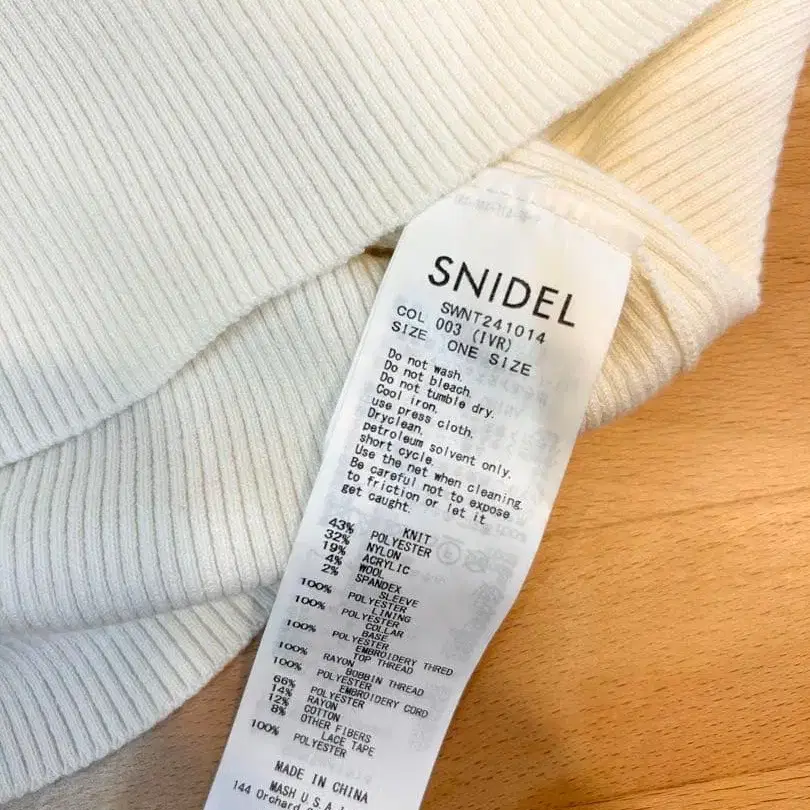 SNIDEL
SWNT241014
COL 003 (IVR)
SIZE ONE SIZE
Do not wash.
Do not bleach.
Do not tumble dry.
Cool iron,
use press cloth.
Dryclean,
petroleum solvent only,
short cycle.
Use the net when cleaning.
Be careful not to expose
to friction or let it
get caught.
KNIT
43% POLYESTER
32% NYLON
19% ACRYLIC
4% WOOL
2% SPANDEX
SLEEVE
100% POLYESTER
LINING
100% POLYESTER
COLLAR
BASE
100% POLYESTER
EMBROIDERY THRED
TOP THREAD
100% RAYON
BOBBIN THREAD
100% POLYESTER
EMBROIDERY CORD
66% POLYESTER
14% RAYON
12% COTTON
8% OTHER FIBERS
LACE TAPE
100% POLYESTER
MADE IN CHINA
MASH U.S.A.
144 Orchard